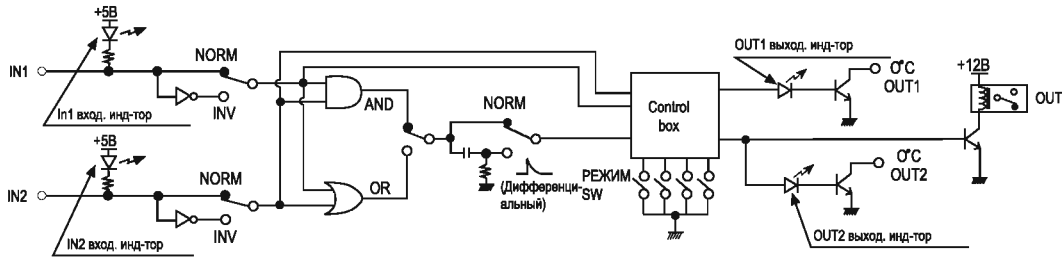 +5В
IN1
NORM
INV
In1 вход. инд-тор
+5В
IN2
NORM
INV
IN2 вход. инд-тор
AND
OR
NORM
(Дифференци-
альный)
РЕЖИМ
SW
Control
box
OUT1 выход. инд-тор
O°C
OUT1
+12В
OUT
O°C
OUT2
OUT2 выход. инд-тор